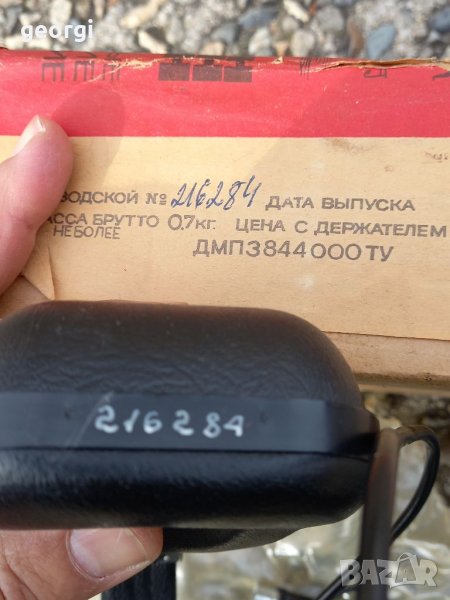 georgi
ВОДСКОЙ № 216284 ДАТА ВЫПУСКА
АССА БРУТТО 0,7КГ. ЦЕНА С ДЕРЖАТЕЛЕМ
НЕ БОЛЕЕ
ДМП3844000ТУ
216284
BAZAR